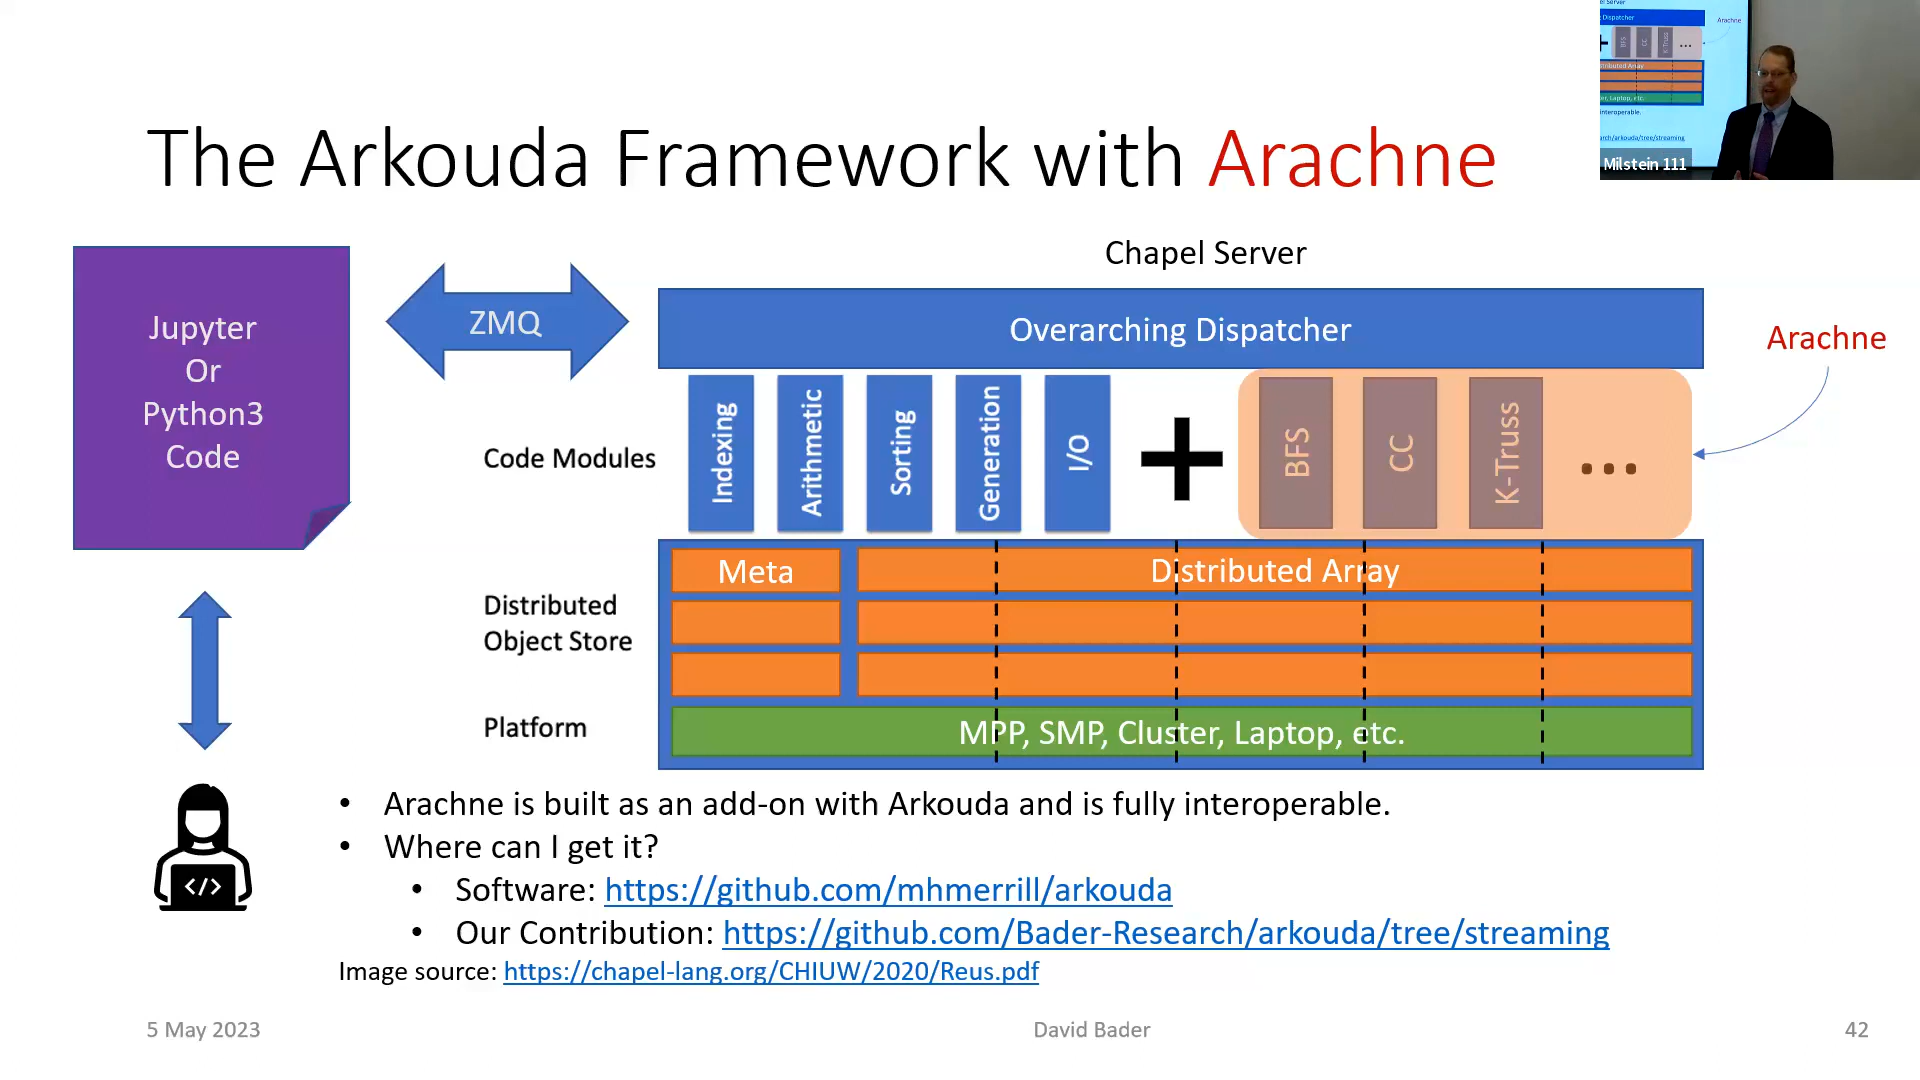 The Arkouda Framework with Arachne
Milstein 111
Chapel Server
Jupyter
Or
Python3
Code
ZMQ
Overarching Dispatcher
Arachne
Code Modules
Indexing
Arithmetic
Sorting
Generation
I/O
+
BFS
CC
K-Truss
...
Distributed
Object Store
Meta
Distributed Array
Platform
MPP, SMP, Cluster, Laptop, etc.
</>
• Arachne is built as an add-on with Arkouda and is fully interoperable.
• Where can I get it?
• Software: https://github.com/mhmerrill/arkouda
• Our Contribution: https://github.com/Bader-Research/arkouda/tree/streaming
Image source: https://chapel-lang.org/CHIUW/2020/Reus.pdf
5 May 2023
David Bader
42